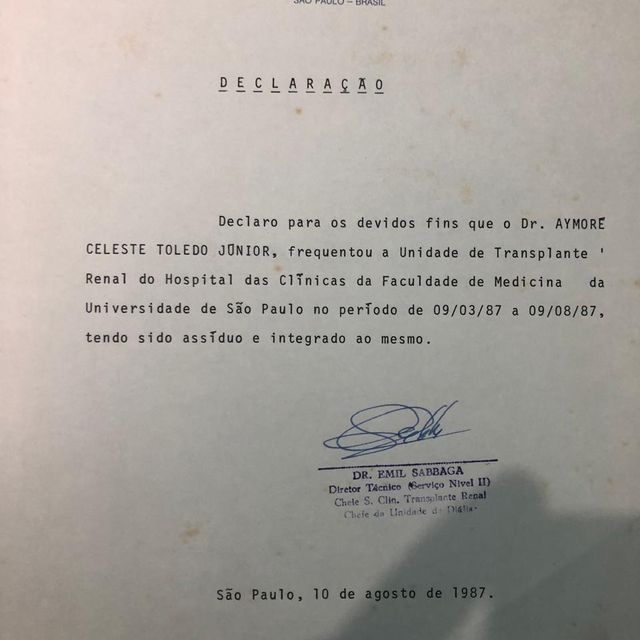 SÃO PAULO – BRASIL
DECLARAÇÃO
Declaro para os devidos fins que o Dr. AYMORÉ
CELESTE TOLEDO JÚNIOR, frequentou a Unidade de Transplante '
Renal do Hospital das Clínicas da Faculdade de Medicina da
Universidade de São Paulo no período de 09/03/87 a 09/08/87,
tendo sido assíduo e integrado ao mesmo.
DR. EMIL SABBAGA
Diretor Técnico (Serviço Nivel II)
Chefe S. Clin. Transplante Renal
Chefe da Unidade de
São Paulo, 10 de agosto de 1987.